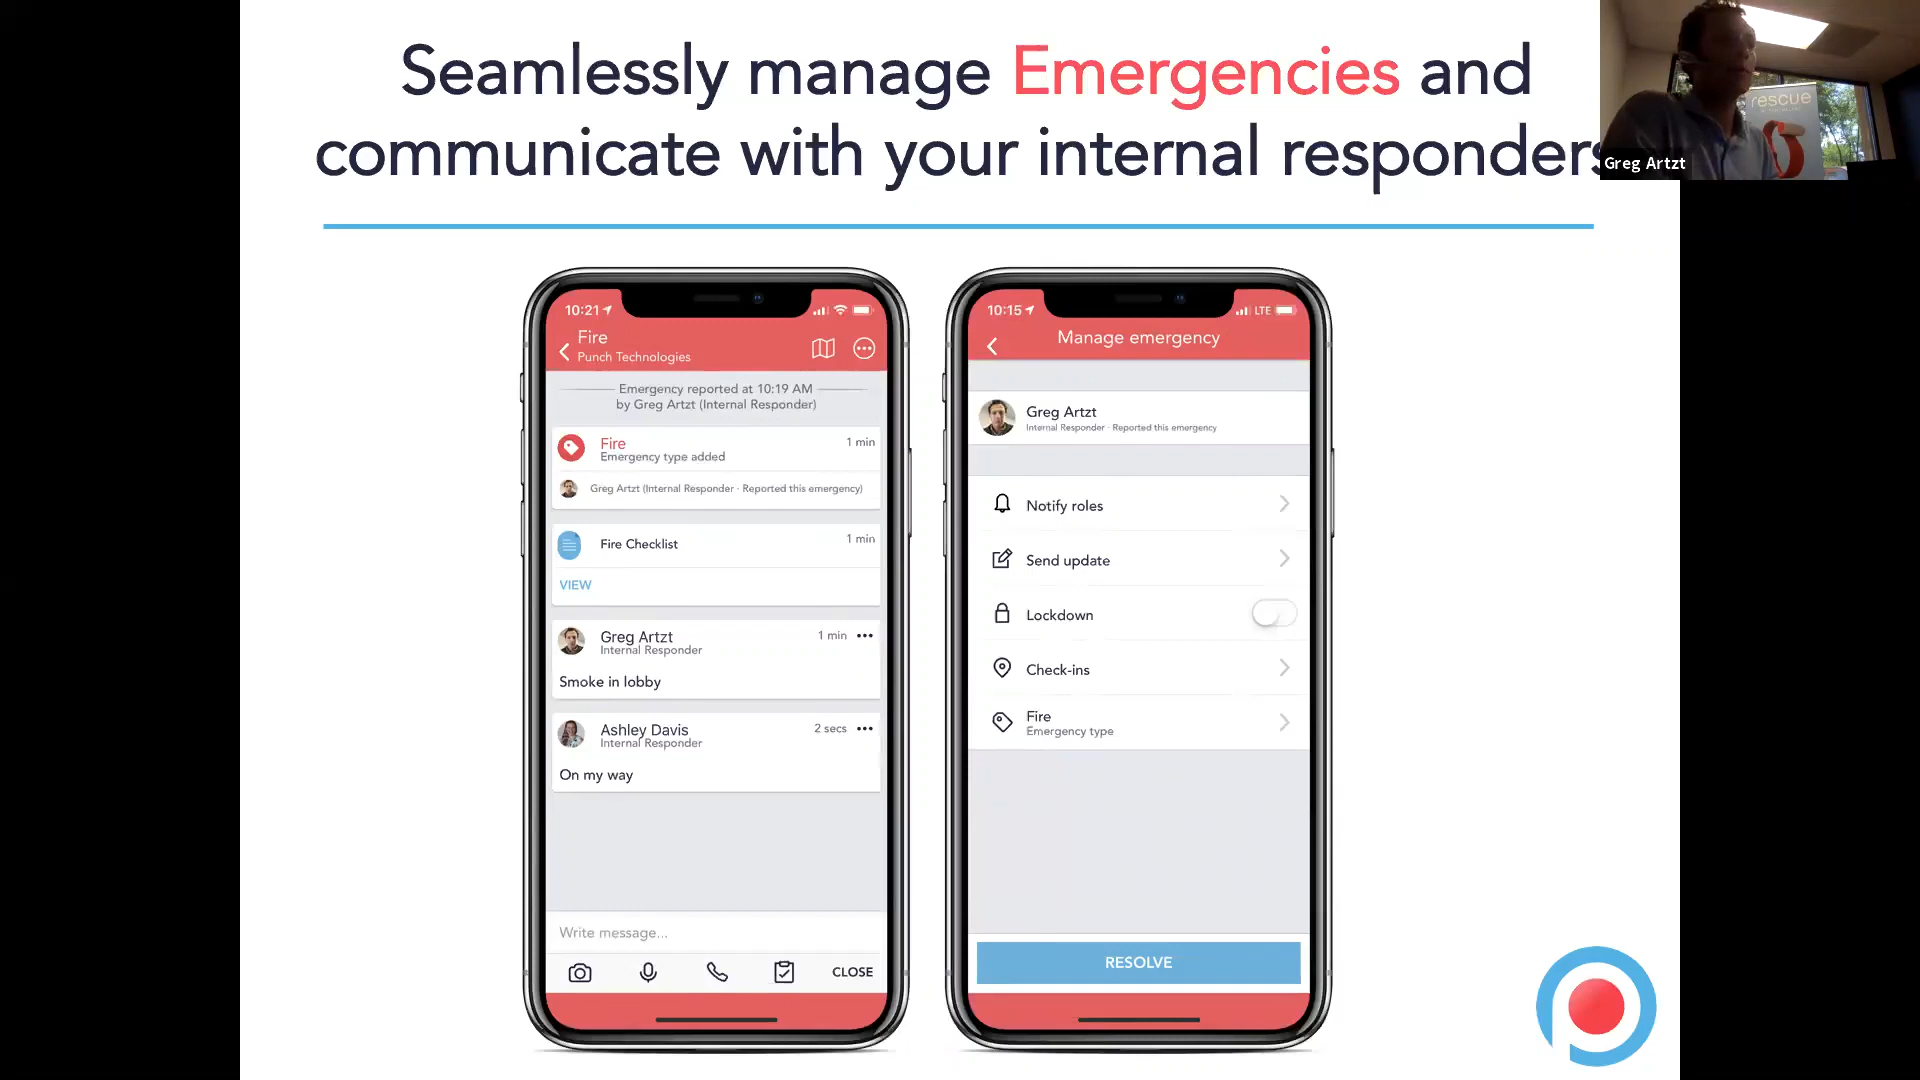 Seamlessly manage Emergencies and
communicate with your internal responders
rescue
Greg Artzt
10:21
Fire
Punch Technologies
Emergency reported at 10:19 AM
by Greg Artzt (Internal Responder)
Fire
1 min
Emergency type added
Greg Artzt (Internal Responder · Reported this emergency)
Fire Checklist
1 min
VIEW
Greg Artzt
1 min
Internal Responder
Smoke in lobby
Ashley Davis
2 secs
Internal Responder
On my way
Write message...
CLOSE
10:15
LTE
Manage emergency
Greg Artzt
Internal Responder · Reported this emergency
Notify roles
Send update
Lockdown
Check-ins
Fire
Emergency type
RESOLVE